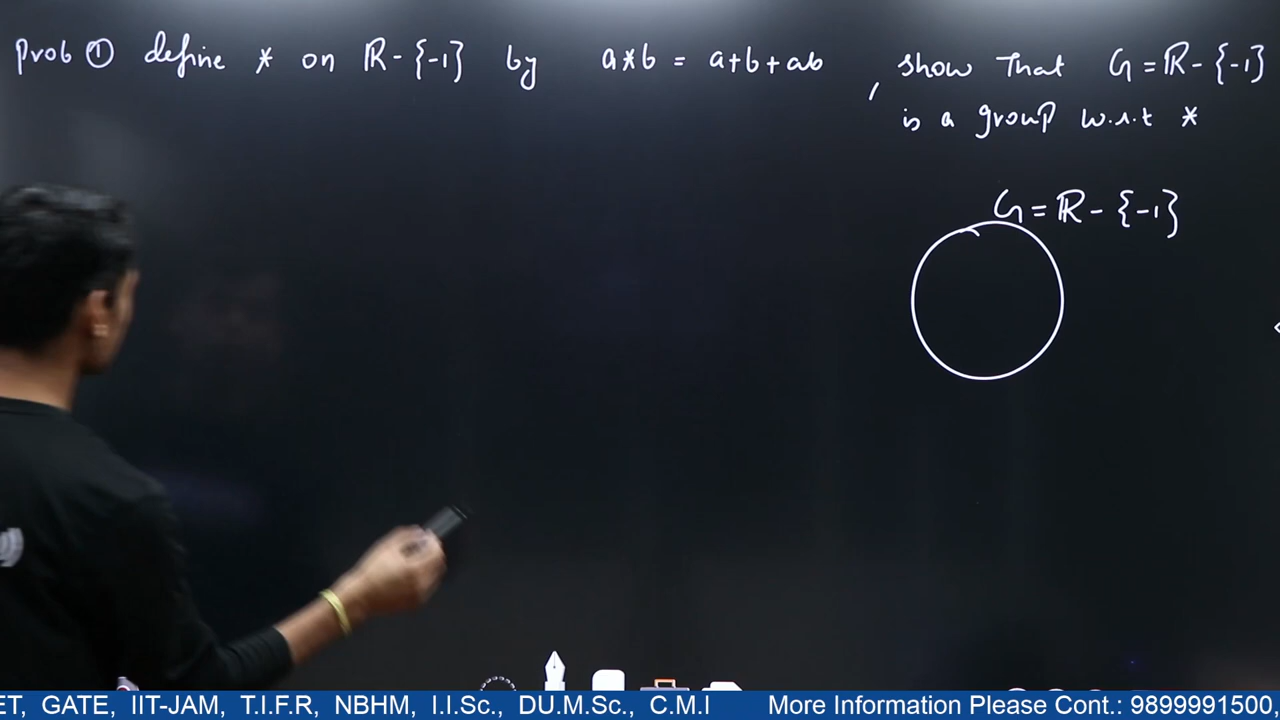 Prob ① define * on ℝ-{-1} by a*b = a+b+ab , show that G=ℝ-{-1}
is a group w.r.t *
G=ℝ-{-1}
ET, GATE, IIT-JAM, T.I.F.R, NBHM, I.I.Sc., DU.M.Sc., C.M.I More Information Please Cont.: 9899991500,